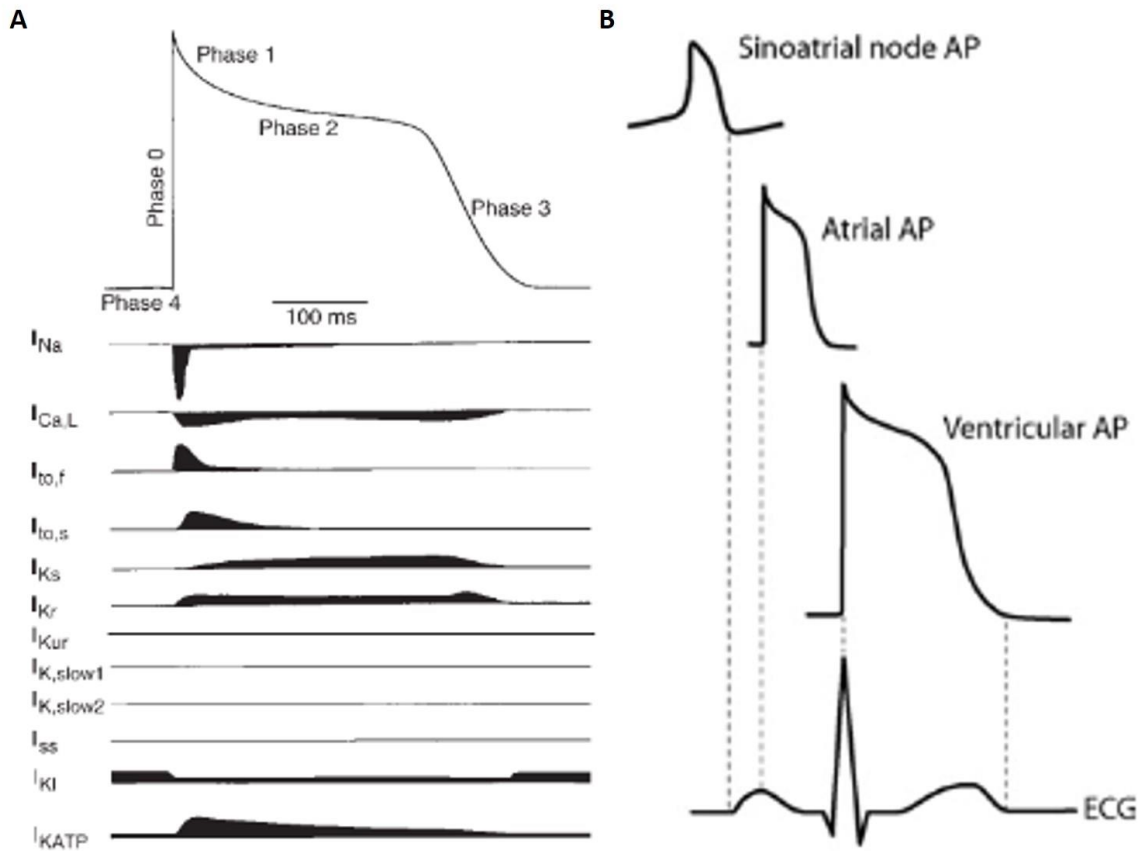 A
Phase 0
Phase 1
Phase 2
Phase 3
Phase 4
100 ms
INa
ICa,L
Ito,f
Ito,s
IKs
IKr
IKur
IK,slow1
IK,slow2
Iss
IKI
IKATP
B
Sinoatrial node AP
Atrial AP
Ventricular AP
ECG